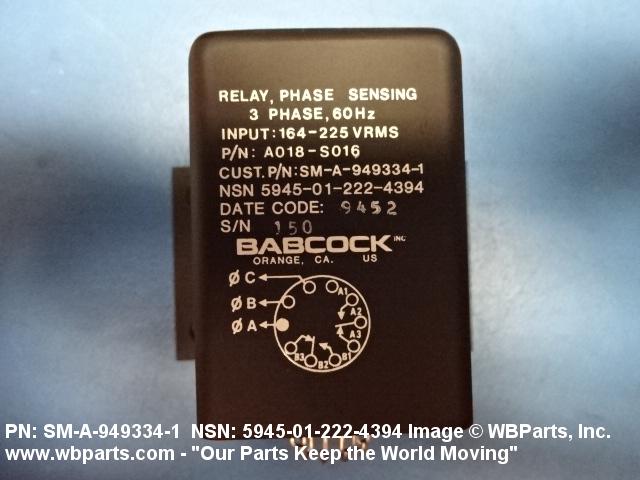 RELAY, PHASE SENSING
3 PHASE, 60Hz
INPUT: 164-225 VRMS
P/N: A018-S016
CUST. P/N: SM-A-949334-1
NSN 5945-01-222-4394
DATE CODE: 9452
S/N 150
BABCOCK INC
ORANGE, CA. US
Ø C
Ø B
Ø A
A1
A2
A3
B1
B2
B3
PN: SM-A-949334-1 NSN: 5945-01-222-4394 Image © WBParts, Inc.
www.wbparts.com - "Our Parts Keep the World Moving"